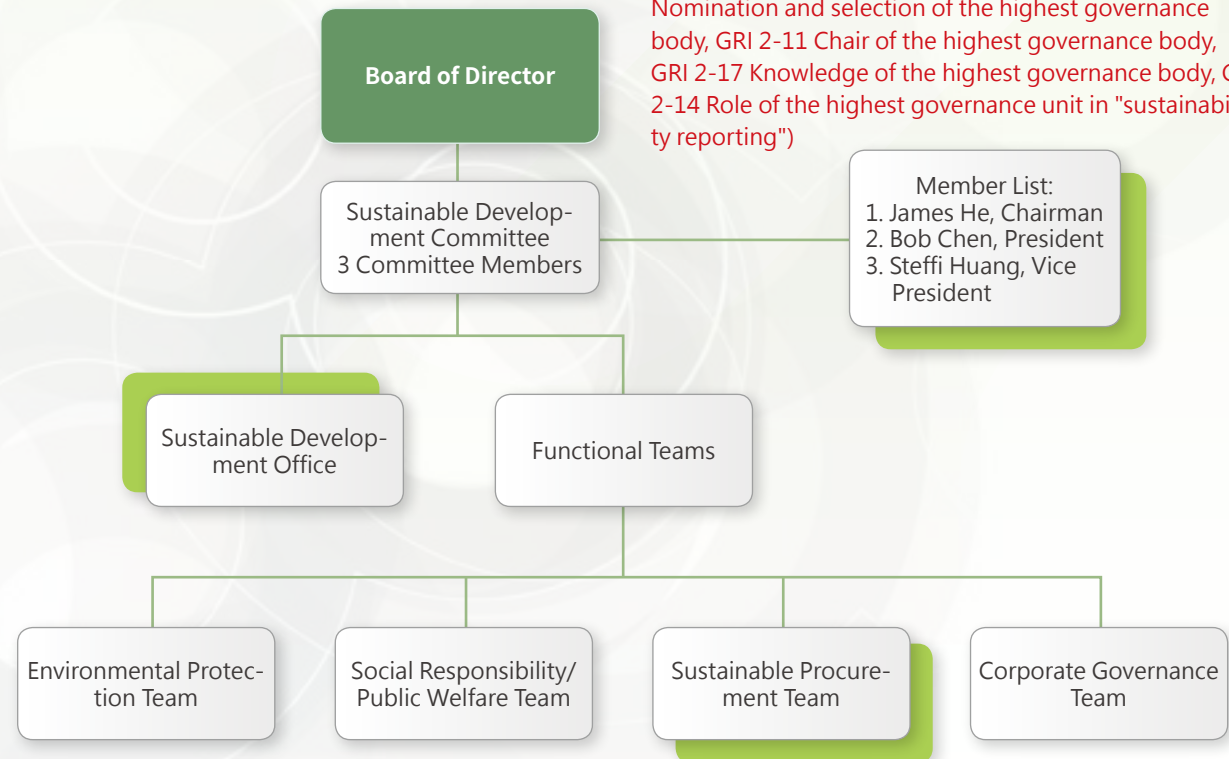 Nomination and selection of the highest governance
body, GRI 2-11 Chair of the highest governance body,
GRI 2-17 Knowledge of the highest governance body,
2-14 Role of the highest governance unit in "sustainabi
ty reporting")
Board of Director
Sustainable Develop-
ment Committee
3 Committee Members
Member List:
1. James He, Chairman
2. Bob Chen, President
3. Steffi Huang, Vice
President
Sustainable Develop-
ment Office
Functional Teams
Environmental Protec-
tion Team
Social Responsibility/
Public Welfare Team
Sustainable Procure-
ment Team
Corporate Governance
Team